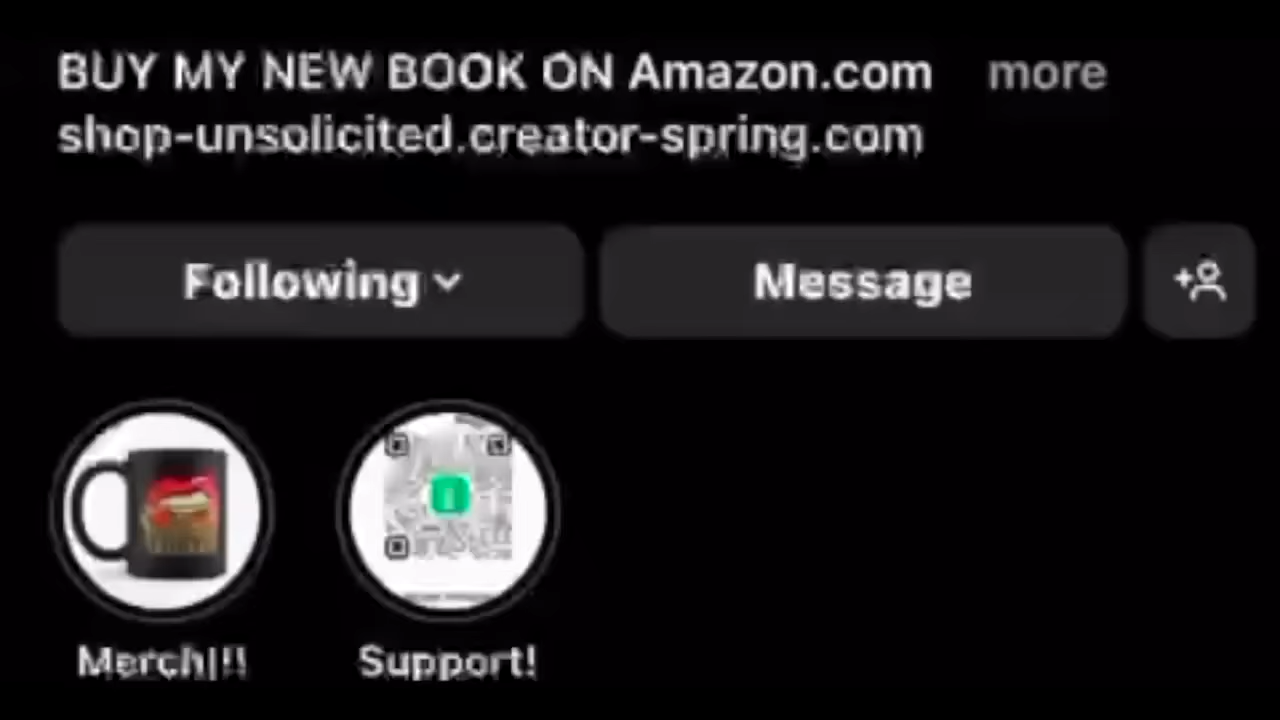 BUY MY NEW BOOK ON Amazon.com more
shop-unsolicited.creator-spring.com
Following
Message
Merch!!!
Support!